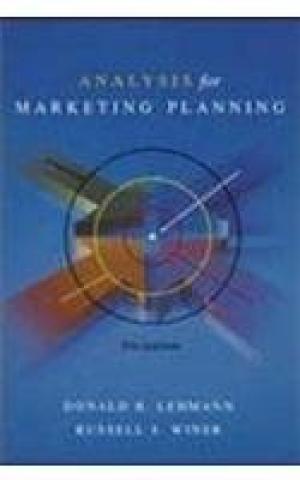 ANALYSIS for
MARKETING PLANNING
DONALD R. LEHMANN
RUSSELL S. WINER